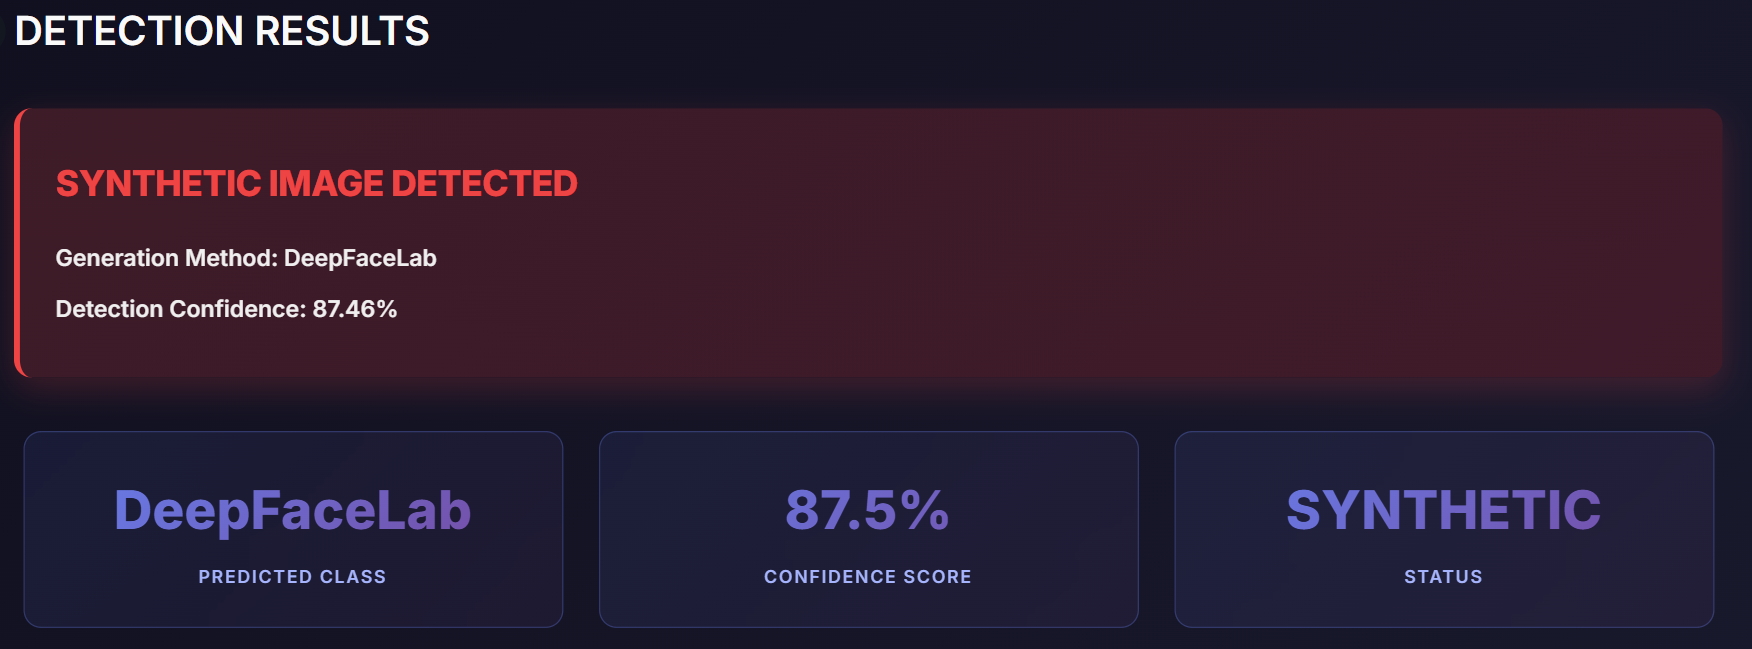 DETECTION RESULTS
SYNTHETIC IMAGE DETECTED
Generation Method: DeepFaceLab
Detection Confidence: 87.46%
DeepFaceLab
PREDICTED CLASS
87.5%
CONFIDENCE SCORE
SYNTHETIC
STATUS